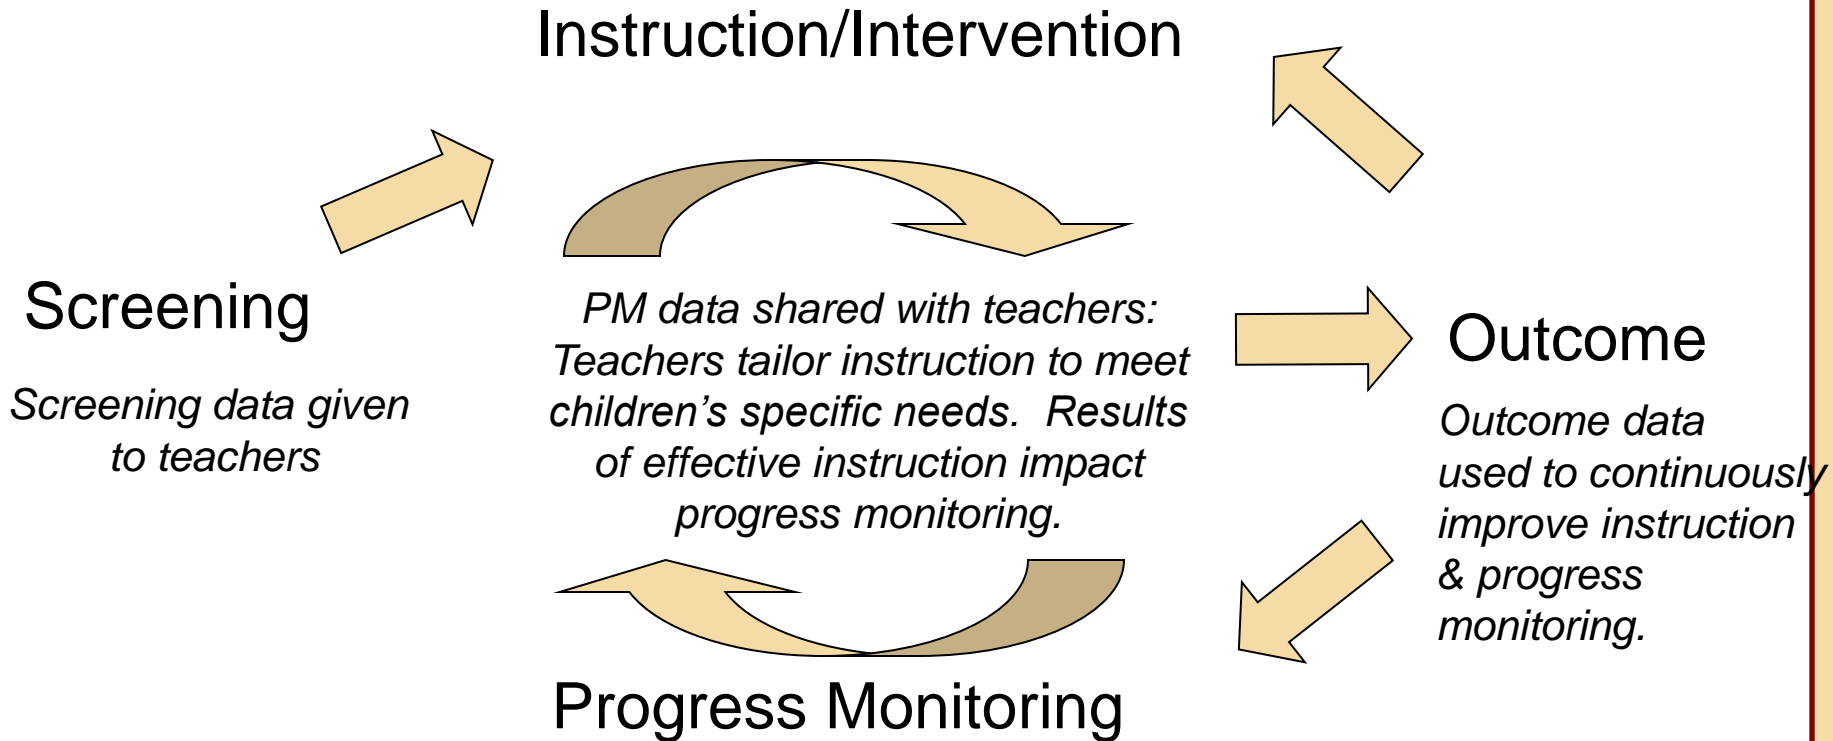 Instruction/Intervention
Screening
Screening data given
to teachers
PM data shared with teachers:
Teachers tailor instruction to meet
children’s specific needs.  Results
of effective instruction impact
progress monitoring.
Outcome
Outcome data
used to continuously
improve instruction
& progress
monitoring.
Progress Monitoring